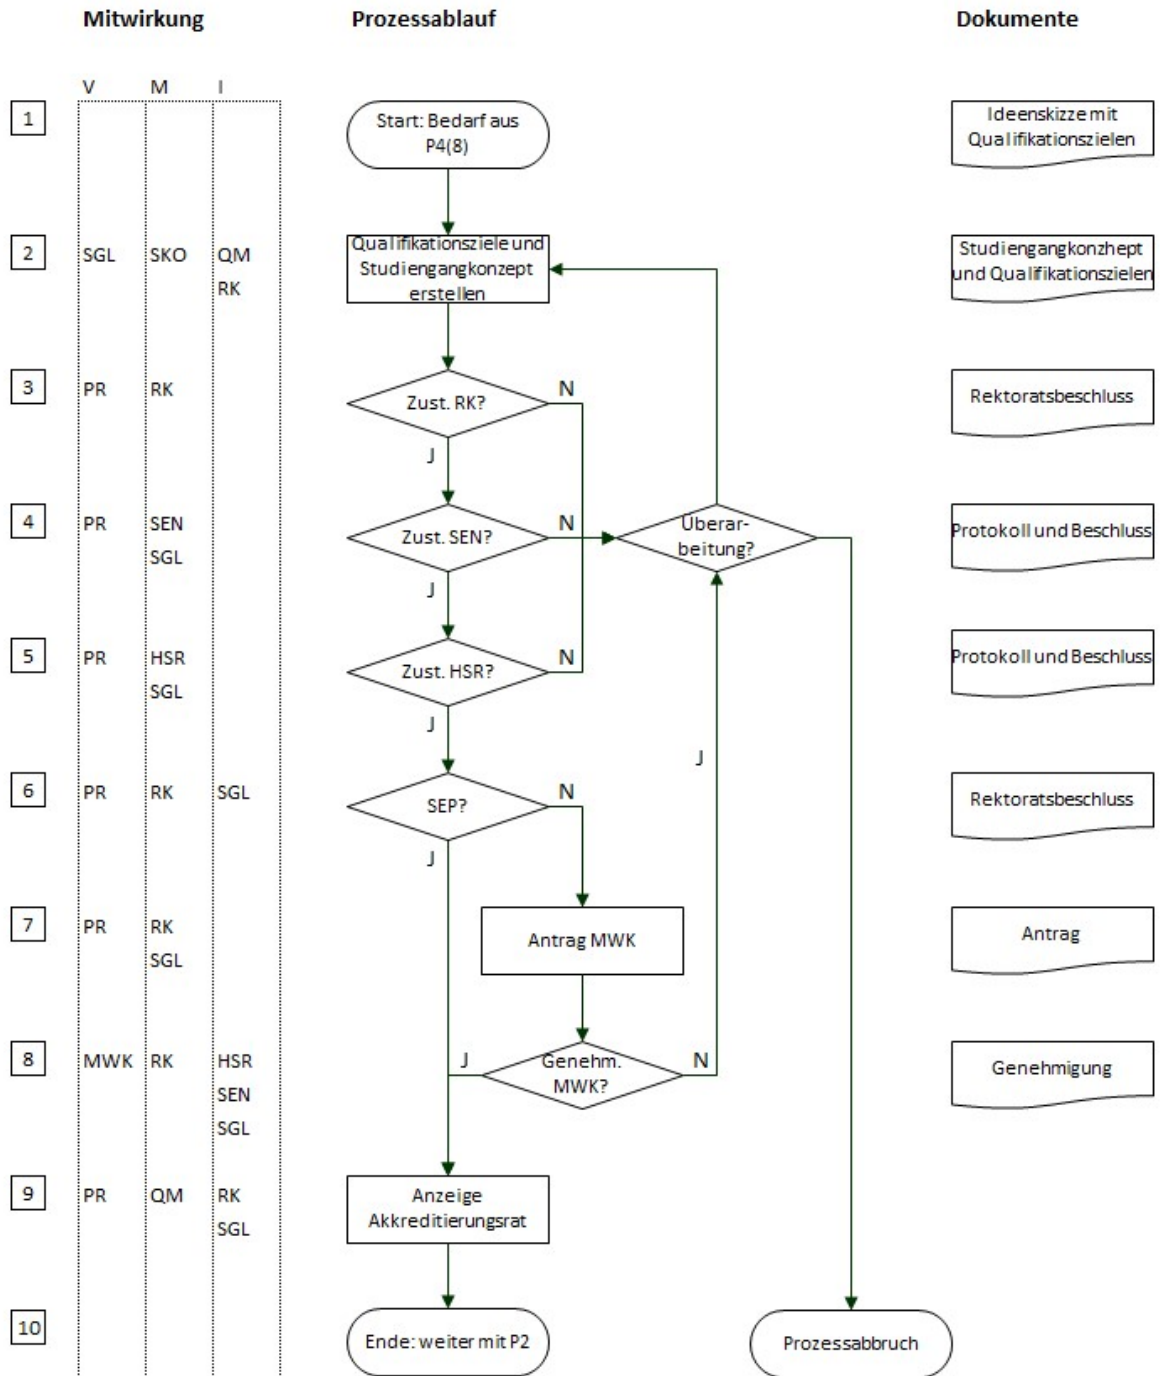 Mitwirkung Prozessablauf Dokumente
V M I
1 Start: Bedarf aus Ideenskizze mit
P4(8) Qualifikationszielen
2 SGL SKO QM Qualifikationsziele und Studiengangkonzhept
RK Studiengangkonzept und Qualifikationszielen
erstellen
3 PR RK Zust. RK? N Rektoratsbeschluss
J
4 PR SEN Zust. SEN? N Überar- Protokoll und Beschluss
SGL beitung?
J
5 PR HSR Zust. HSR? N Protokoll und Beschluss
SGL
J
J
6 PR RK SGL SEP? N Rektoratsbeschluss
J
7 PR RK Antrag MWK Antrag
SGL
8 MWK RK HSR J Genehm. N Genehmigung
SEN MWK?
SGL
9 PR QM RK Anzeige
SGL Akkreditierungsrat
10 Ende: weiter mit P2 Prozessabbruch